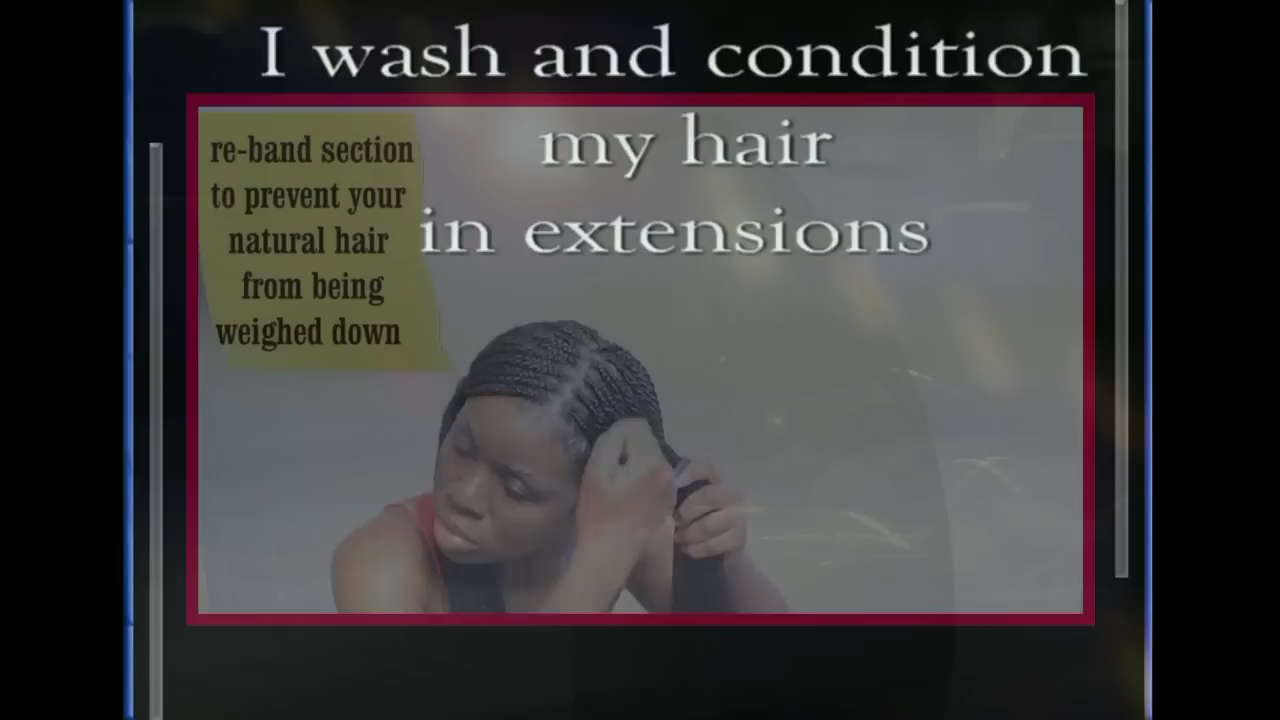 I wash and condition
my hair
in extensions
re-band section
to prevent your
natural hair
from being
weighed down